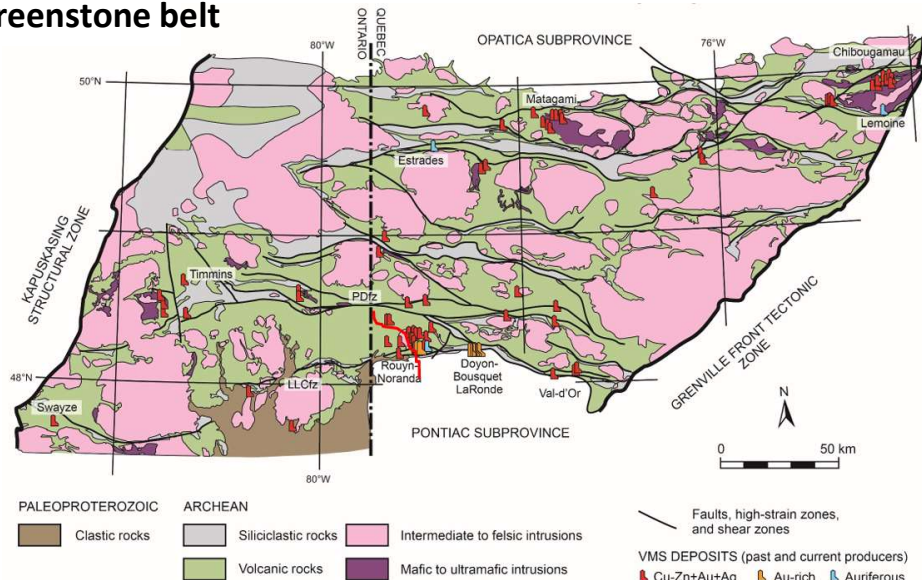 reenstone belt
QUEBEC
ONTARIO
80°W
76°W
OPATICA SUBPROVINCE
Chibougamau
50°N
Matagami
Lemoine
Estrades
KAPUSKASING
STRUCTURAL ZONE
Timmins
PDfz
GRENVILLE FRONT TECTONIC
ZONE
Rouyn-
Noranda
Doyon-
Bousquet
LaRonde
48°N
LLCfz
Val-d'Or
Swayze
N
PONTIAC SUBPROVINCE
0 50 km
80°W
PALEOPROTEROZOIC
ARCHEAN
Clastic rocks
Siliciclastic rocks
Intermediate to felsic intrusions
Faults, high-strain zones,
and shear zones
Volcanic rocks
Mafic to ultramafic intrusions
VMS DEPOSITS (past and current producers)
Cu-Zn±Au±Ag
Au-rich
Auriferous